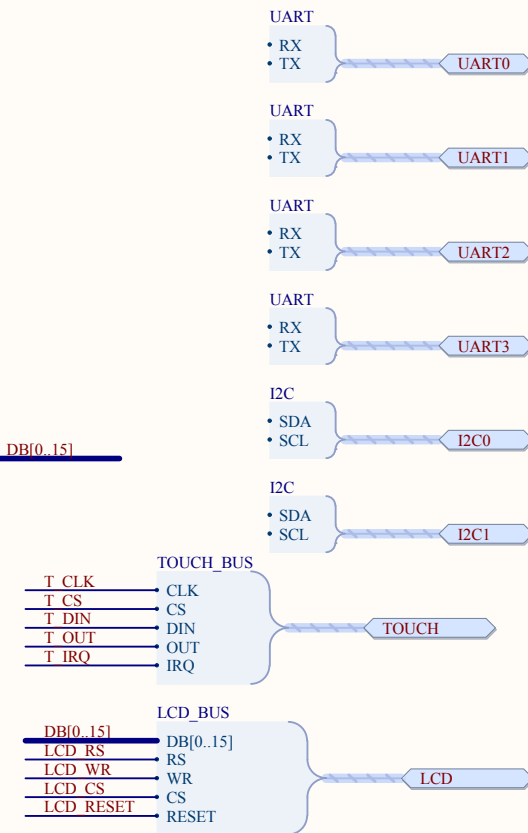 UART
RX
TX
UART0
UART
RX
TX
UART1
UART
RX
TX
UART2
UART
RX
TX
UART3
I2C
SDA
SCL
I2C0
DB[0..15]
I2C
SDA
SCL
I2C1
TOUCH_BUS
T_CLK CLK
T_CS CS
T_DIN DIN
T_OUT OUT
T_IRQ IRQ
TOUCH
LCD_BUS
DB[0..15] DB[0..15]
LCD_RS RS
LCD_WR WR
LCD_CS CS
LCD_RESET RESET
LCD